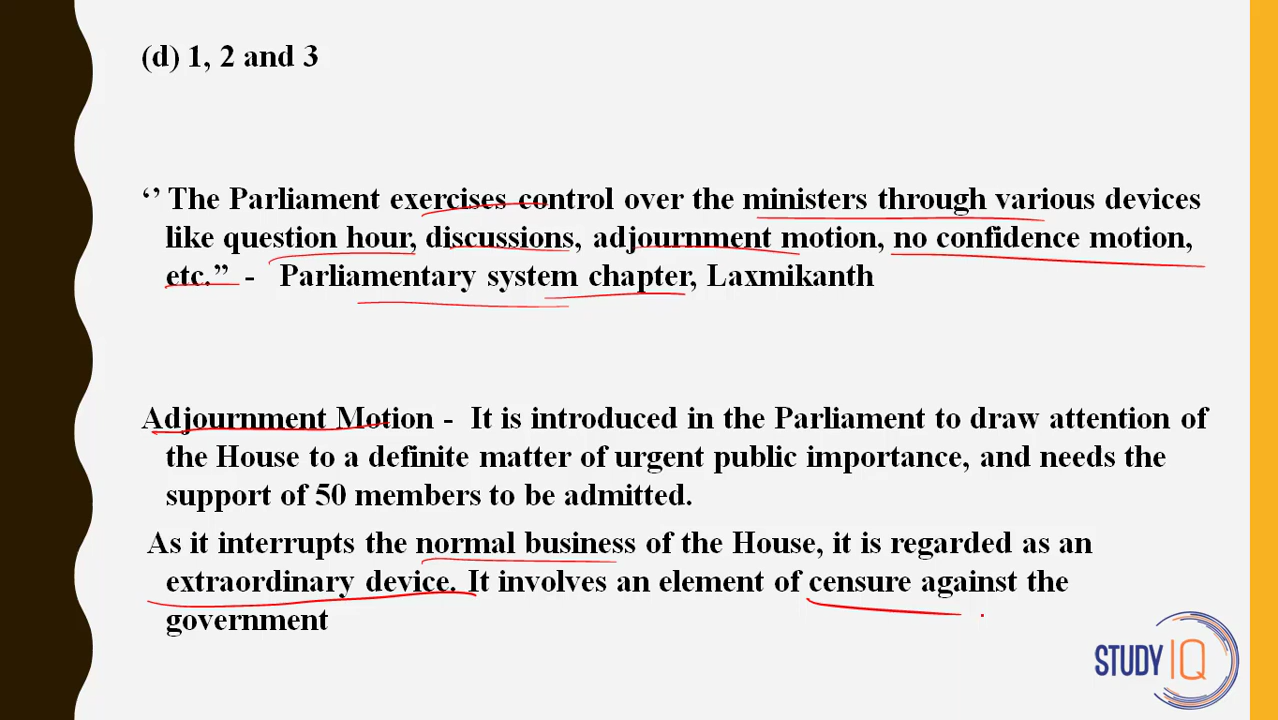 (d) 1, 2 and 3
‘’ The Parliament exercises control over the ministers through various devices
like question hour, discussions, adjournment motion, no confidence motion,
etc.” - Parliamentary system chapter, Laxmikanth
Adjournment Motion - It is introduced in the Parliament to draw attention of
the House to a definite matter of urgent public importance, and needs the
support of 50 members to be admitted.
As it interrupts the normal business of the House, it is regarded as an
extraordinary device. It involves an element of censure against the
government
STUDY IQ